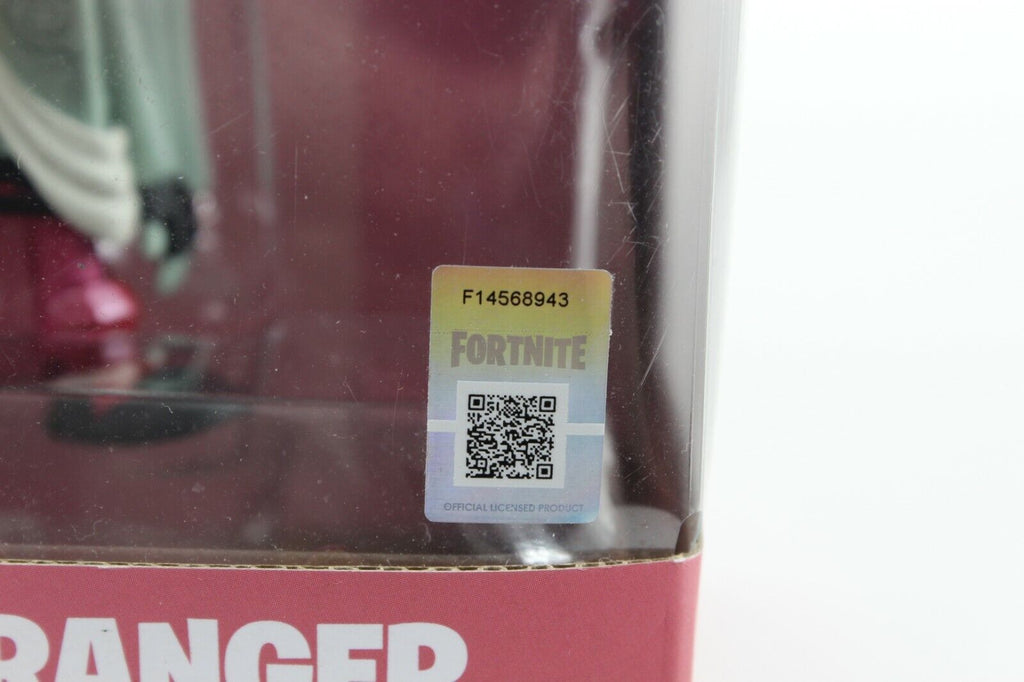 F14568943
FORTNITE
OFFICIAL LICENSED PRODUCT
RANGER